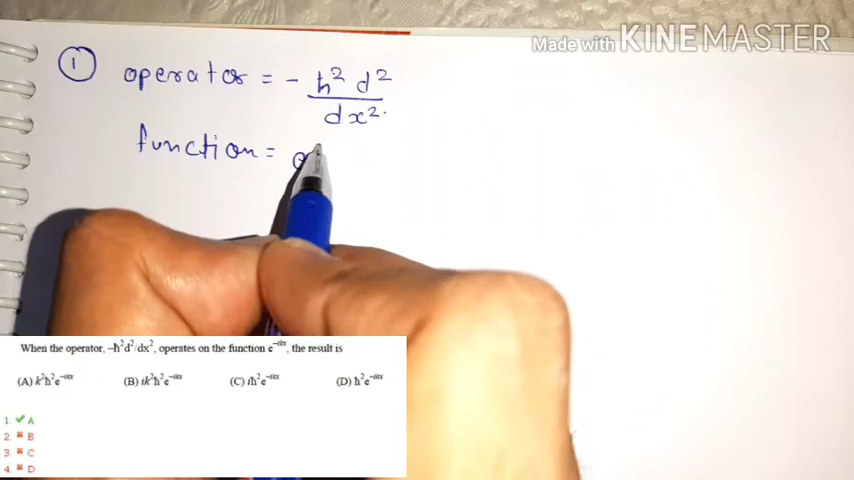 Made with KINEMASTER
1 operator = - ħ² d² / dx²
function = e
When the operator, –ħ²d²/dx², operates on the function e^–ikx, the result is
(A) k²ħ²e^–ikx (B) ik²ħ²e^–ikx (C) iħ²e^–ikx (D) ħ²e^–ikx
1. A
2. B
3. C
4. D